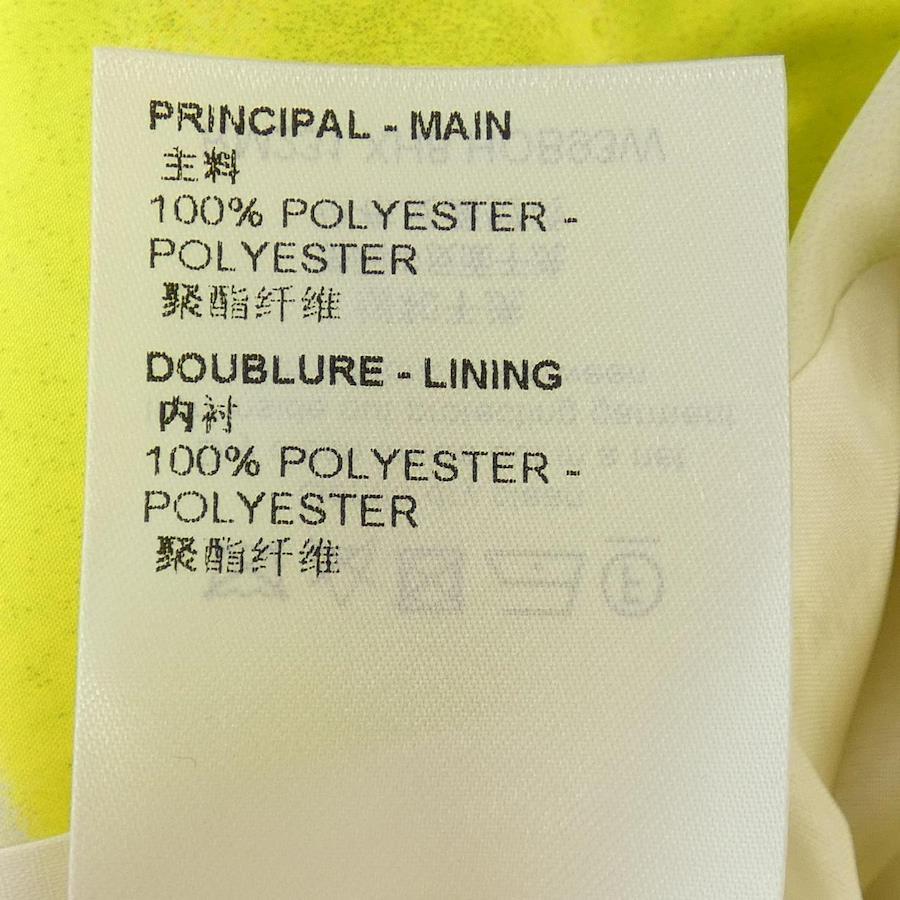 PRINCIPAL - MAIN
主料
100% POLYESTER -
POLYESTER
聚酯纤维
DOUBLURE - LINING
内衬
100% POLYESTER -
POLYESTER
聚酯纤维